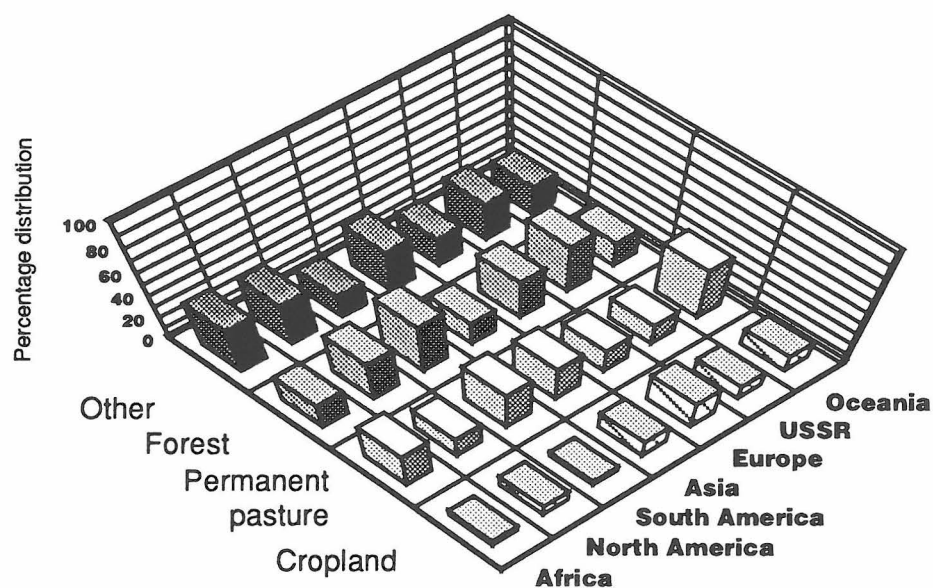 Percentage distribution
100
80
60
40
20
0
Other
Forest
Permanent
pasture
Cropland
Oceania
USSR
Europe
Asia
South America
North America
Africa